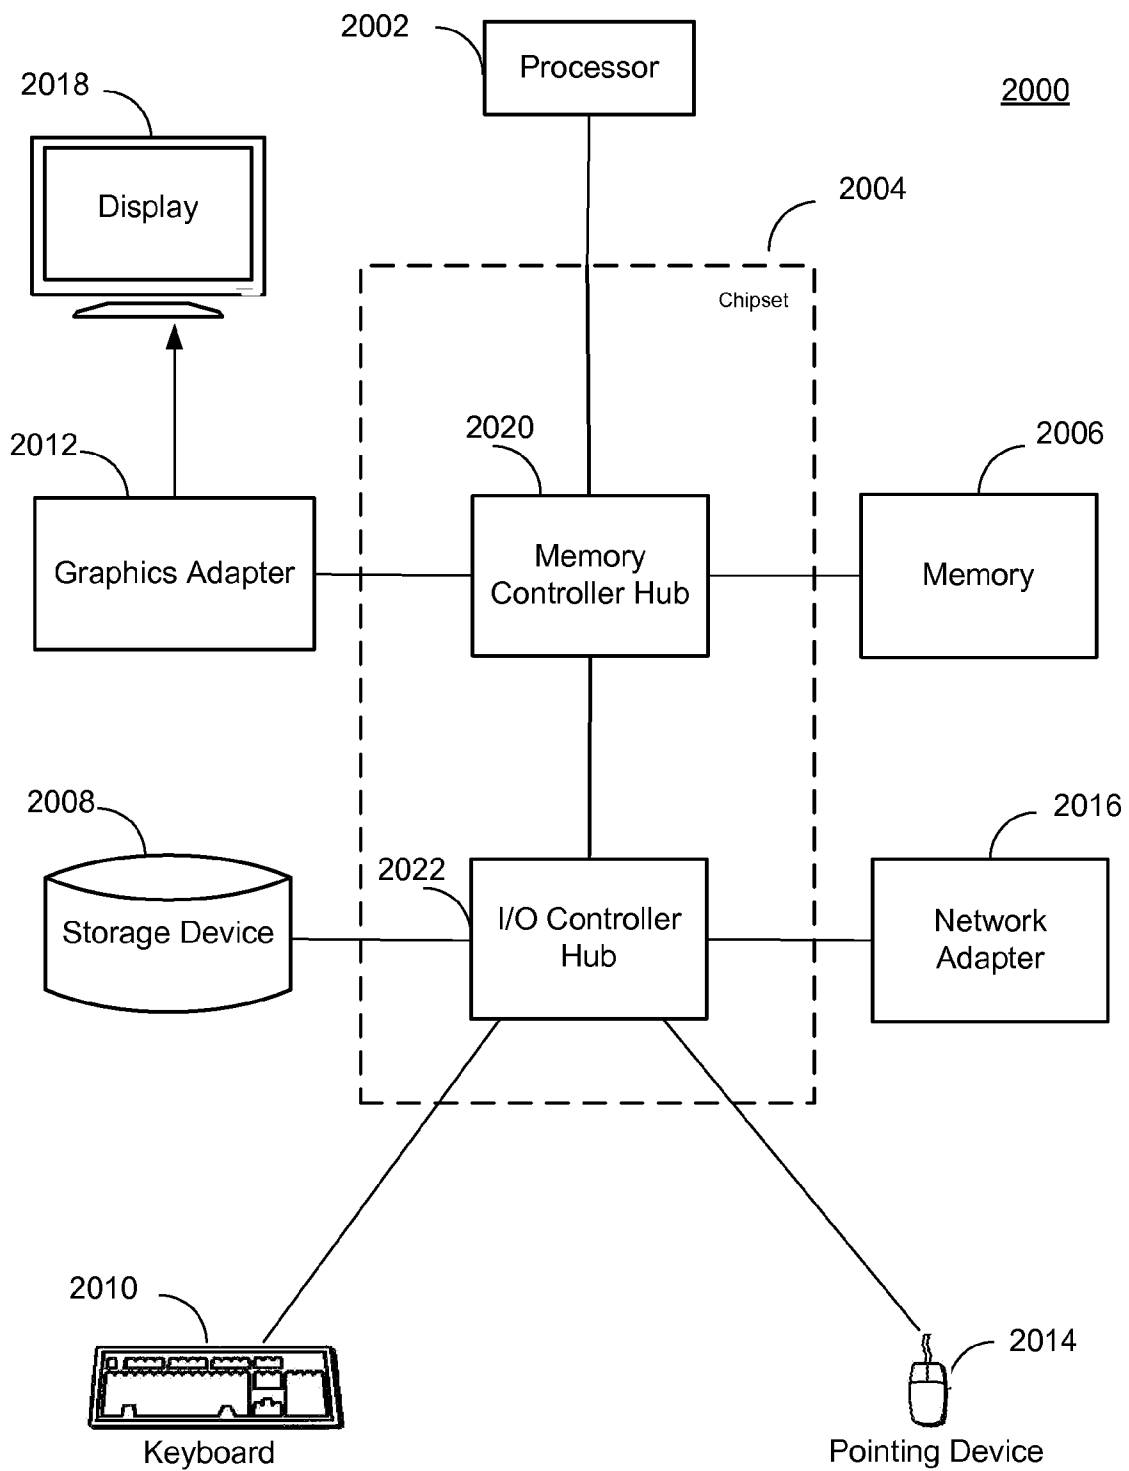 2002
Processor
2018
2000
Display
2004
Chipset
2012
2020
2006
Graphics Adapter
Memory
Controller Hub
Memory
2008
2016
2022
Storage Device
I/O Controller
Hub
Network
Adapter
2010
2014
Keyboard
Pointing Device